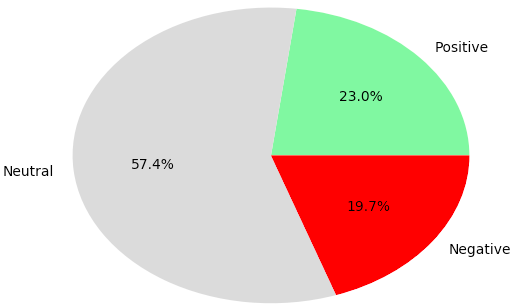 Positive
23.0%
57.4%
Neutral
19.7%
Negative